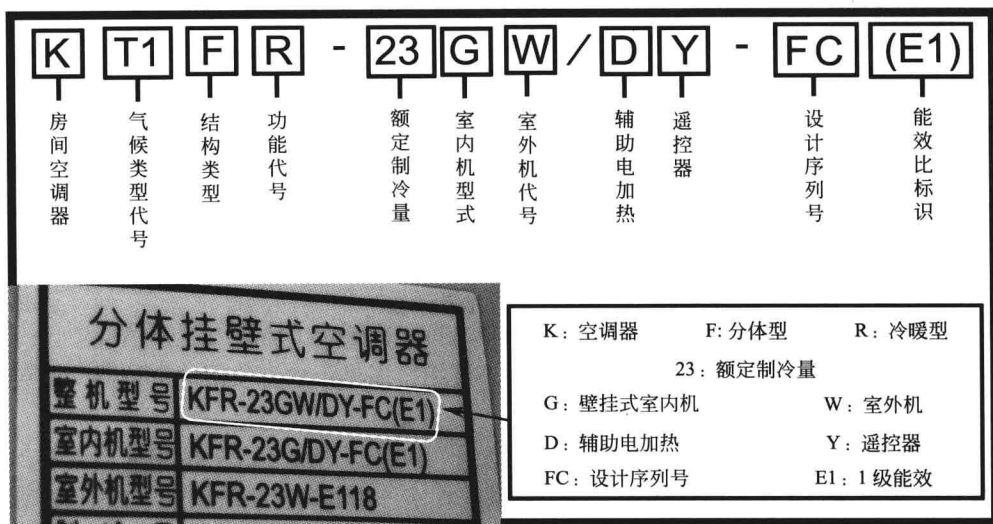 K T1 F R - 23 G W / D Y - FC (E1)
房间空调器
气候类型代号
结构类型
功能代号
额定制冷量
室内机型式
室外机代号
辅助电加热
遥控器
设计序列号
能效比标识
分体挂壁式空调器
整机型号 KFR-23GW/DY-FC(E1)
室内机型号 KFR-23G/DY-FC(E1)
室外机型号 KFR-23W-E118
K：空调器 F: 分体型 R：冷暖型
23：额定制冷量
G：壁挂式室内机 W：室外机
D：辅助电加热 Y：遥控器
FC：设计序列号 E1：1 级能效